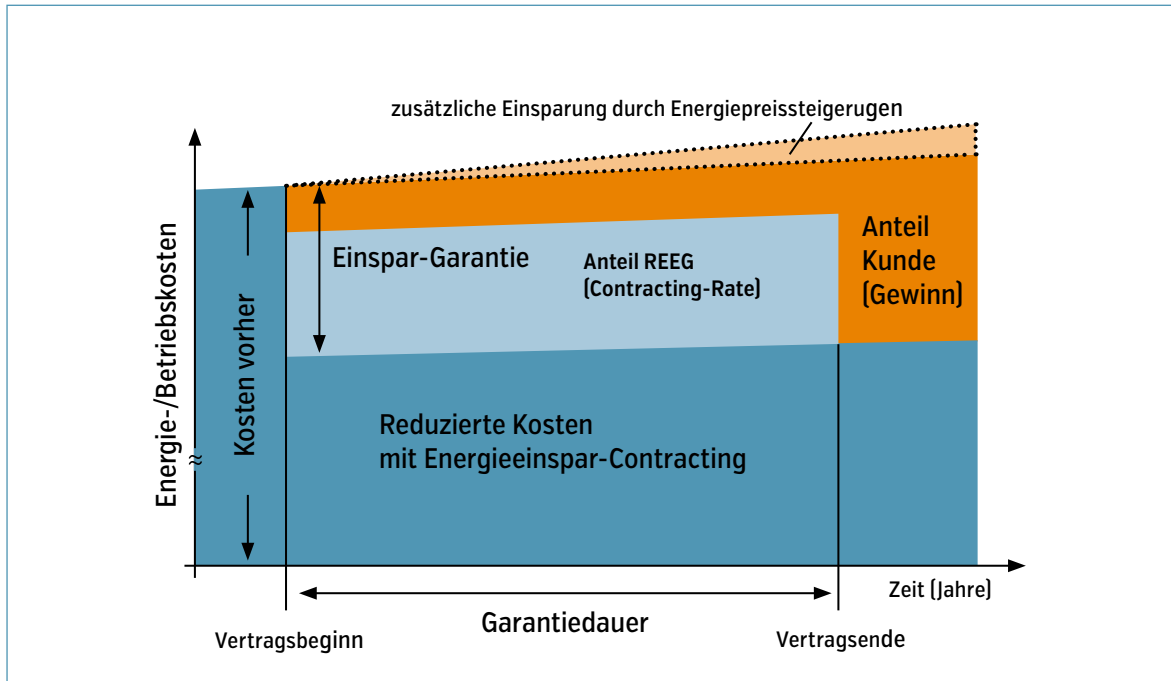 zusätzliche Einsparung durch Energiepreissteigerugen
Energie-/Betriebskosten
≈
Kosten vorher
Einspar-Garantie
Anteil REEG
(Contracting-Rate)
Anteil
Kunde
(Gewinn)
Reduzierte Kosten
mit Energieeinspar-Contracting
Zeit (Jahre)
Garantiedauer
Vertragsbeginn
Vertragsende